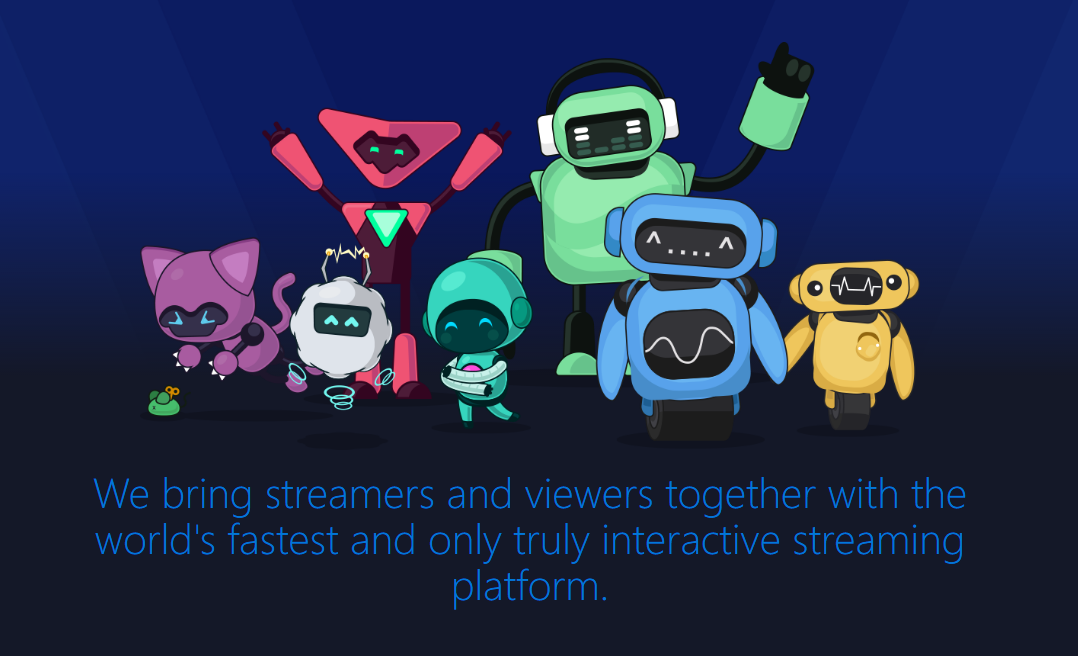 We bring streamers and viewers together with the
world's fastest and only truly interactive streaming
platform.